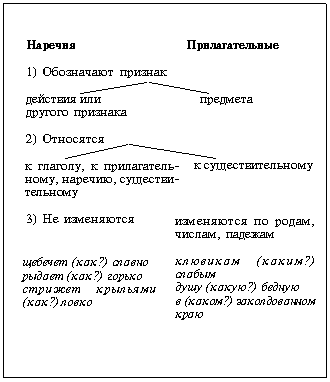 Наречия Прилагательные
1) Обозначают признак
действия или предмета
другого признака
2) Относятся
к глаголу, к прилагатель- к существительному
ному, наречию, существи-
тельному
3) Не изменяются изменяются по родам,
числам, падежам
щебечет (как?) славно клювикам (каким?)
рыдает (как?) горько слабым
стрижет крыльями душу (какую?) бедную
(как?) ловко в (каком?) заколдованном
краю